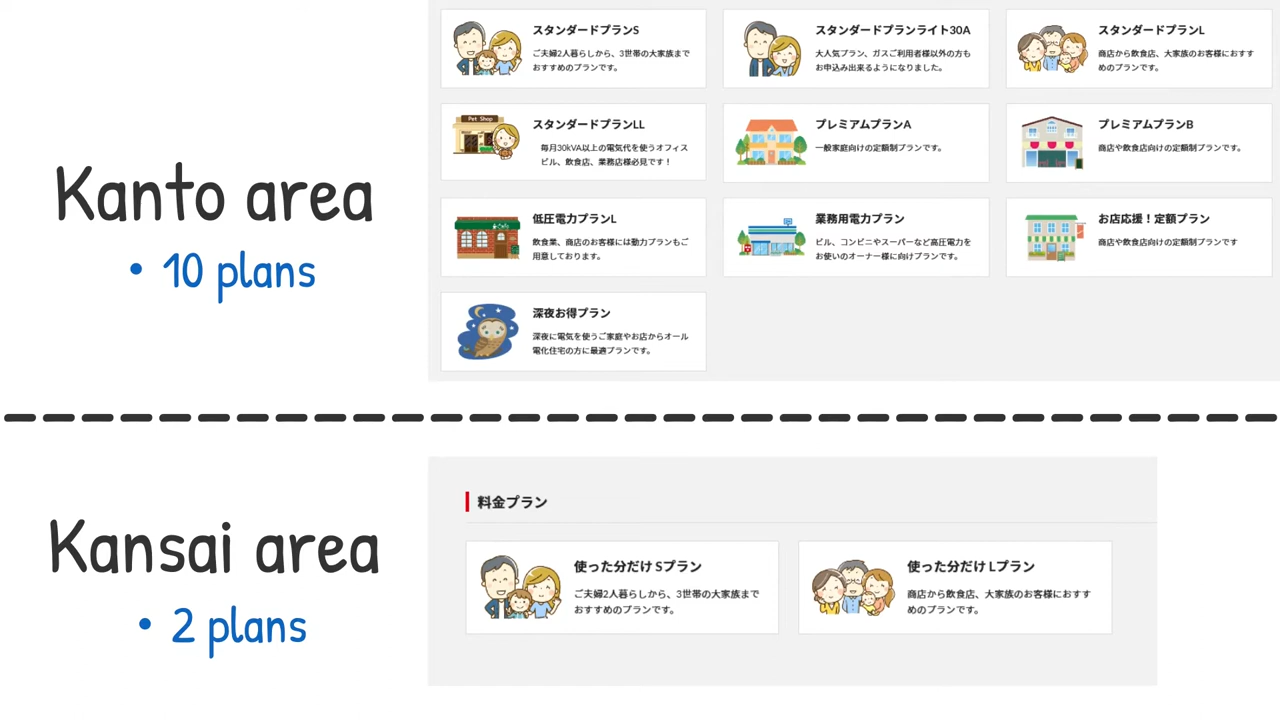 Kanto area
• 10 plans
スタンダードプランS
ご夫婦2人暮らしから、3世帯の大家族まで
おすすめのプランです。
スタンダードプランライト30A
大人気プラン、ガスご利用者様以外の方も
お申込み出来るようになりました。
スタンダードプランL
商店から飲食店、大家族のお客様におすす
めのプランです。
Pet Shop
スタンダードプランLL
毎月30kVA以上の電気代を使うオフィス
ビル、飲食店、業務店様必見です!
プレミアムプランA
一般家庭向けの定額制プランです。
プレミアムプランB
商店や飲食店向けの定額制プランです。
Cafe
低圧電力プランL
飲食業、商店のお客様には動力プランもご
用意しております。
業務用電力プラン
ビル、コンビニやスーパーなど高圧電力を
お使いのオーナー様に向けプランです。
お店応援!定額プラン
商店や飲食店向けの定額制プランです
深夜お得プラン
深夜に電気を使うご家庭やお店からオール
電化住宅の方に最適プランです。
Kansai area
• 2 plans
料金プラン
使った分だけ Sプラン
ご夫婦2人暮らしから、3世帯の大家族まで
おすすめのプランです。
使った分だけ Lプラン
商店から飲食店、大家族のお客様におすす
めのプランです。